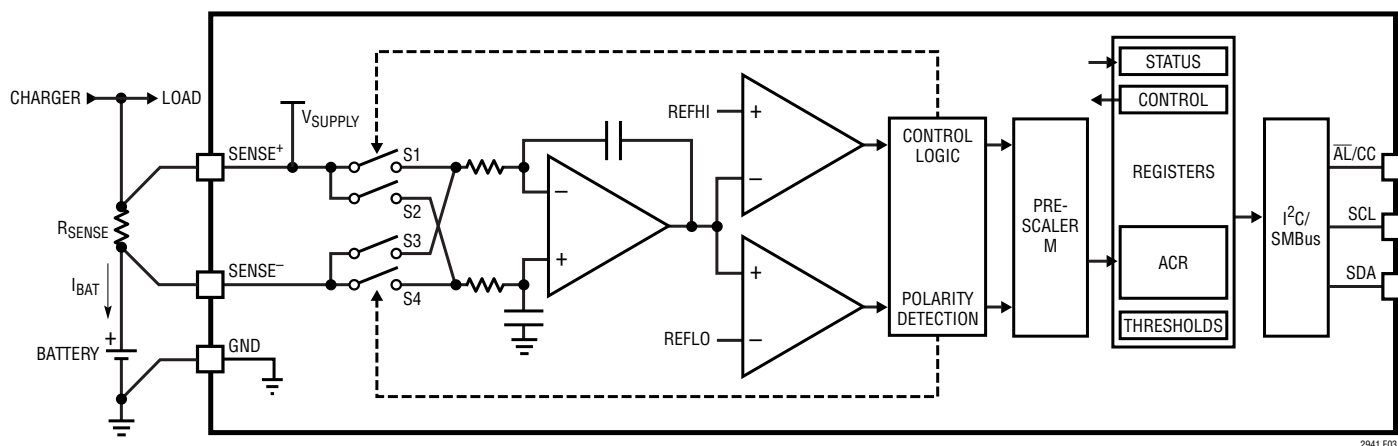 CHARGER
LOAD
VSUPPLY
SENSE+
S1
S2
RSENSE
S3
SENSE−
S4
IBAT
+
BATTERY
GND
−
+
REFHI
+
−
+
REFLO
−
CONTROL
LOGIC
POLARITY
DETECTION
PRE-
SCALER
M
STATUS
CONTROL
REGISTERS
ACR
THRESHOLDS
I2C/
SMBus
AL/CC
SCL
SDA
2941 F03